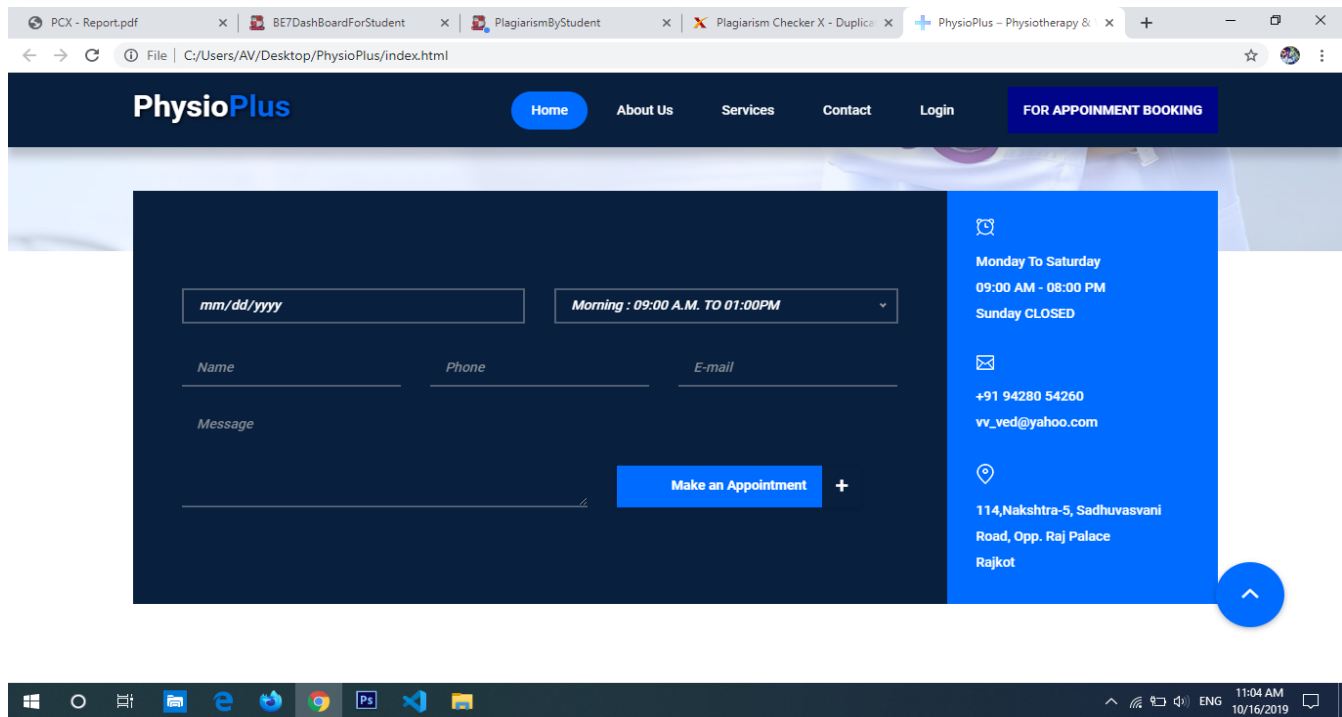 PCX - Report.pdf
BE7DashBoardForStudent
PlagiarismByStudent
Plagiarism Checker X - Duplica
PhysioPlus – Physiotherapy &
File
C:/Users/AV/Desktop/PhysioPlus/index.html
PhysioPlus
Home
About Us
Services
Contact
Login
FOR APPOINMENT BOOKING
mm/dd/yyyy
Morning : 09:00 A.M. TO 01:00PM
Name
Phone
E-mail
Message
Make an Appointment
+
Monday To Saturday
09:00 AM - 08:00 PM
Sunday CLOSED
+91 94280 54260
vv_ved@yahoo.com
114,Nakshtra-5, Sadhuvasvani
Road, Opp. Raj Palace
Rajkot
Ps
ENG
11:04 AM
10/16/2019